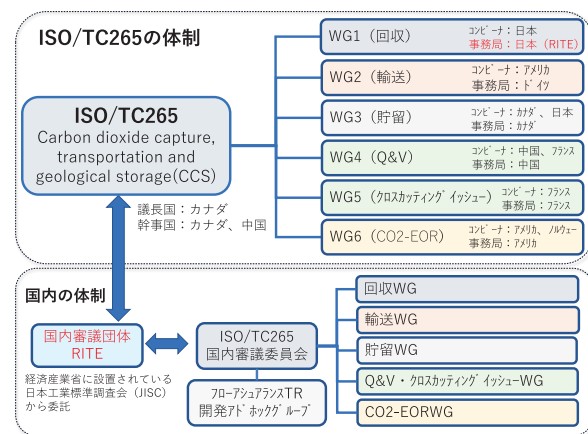 ISO/TC265の体制
ISO/TC265
Carbon dioxide capture,
transportation and
geological storage(CCS)
議長国：カナダ
幹事国：カナダ、中国
WG1（回収）
ｺﾝﾋﾞｰﾅ：日本
事務局：日本（RITE）
WG2（輸送）
ｺﾝﾋﾞｰﾅ：ｱﾒﾘｶ
事務局：ﾄﾞｲﾂ
WG3（貯留）
ｺﾝﾋﾞｰﾅ：ｶﾅﾀﾞ、日本
事務局：ｶﾅﾀﾞ
WG4（Q&V）
ｺﾝﾋﾞｰﾅ：中国、ﾌﾗﾝｽ
事務局：中国
WG5（ｸﾛｽｶｯﾃｨﾝｸﾞｲｯｼｭｰ）
ｺﾝﾋﾞｰﾅ：ﾌﾗﾝｽ
事務局：ﾌﾗﾝｽ
WG6（CO2-EOR）
ｺﾝﾋﾞｰﾅ：ｱﾒﾘｶ、ﾉﾙｳｪｰ
事務局：ｱﾒﾘｶ
国内の体制
国内審議団体
RITE
経済産業省に設置されている
日本工業標準調査会（JISC）
から委託
ISO/TC265
国内審議委員会
ﾌﾛｰｱｼｭｱﾗﾝｽTR
開発ｱﾄﾞﾎｯｸｸﾞﾙｰﾌﾟ
回収WG
輸送WG
貯留WG
Q&V・ｸﾛｽｶｯﾃｨﾝｸﾞｲｯｼｭｰWG
CO2-EORWG